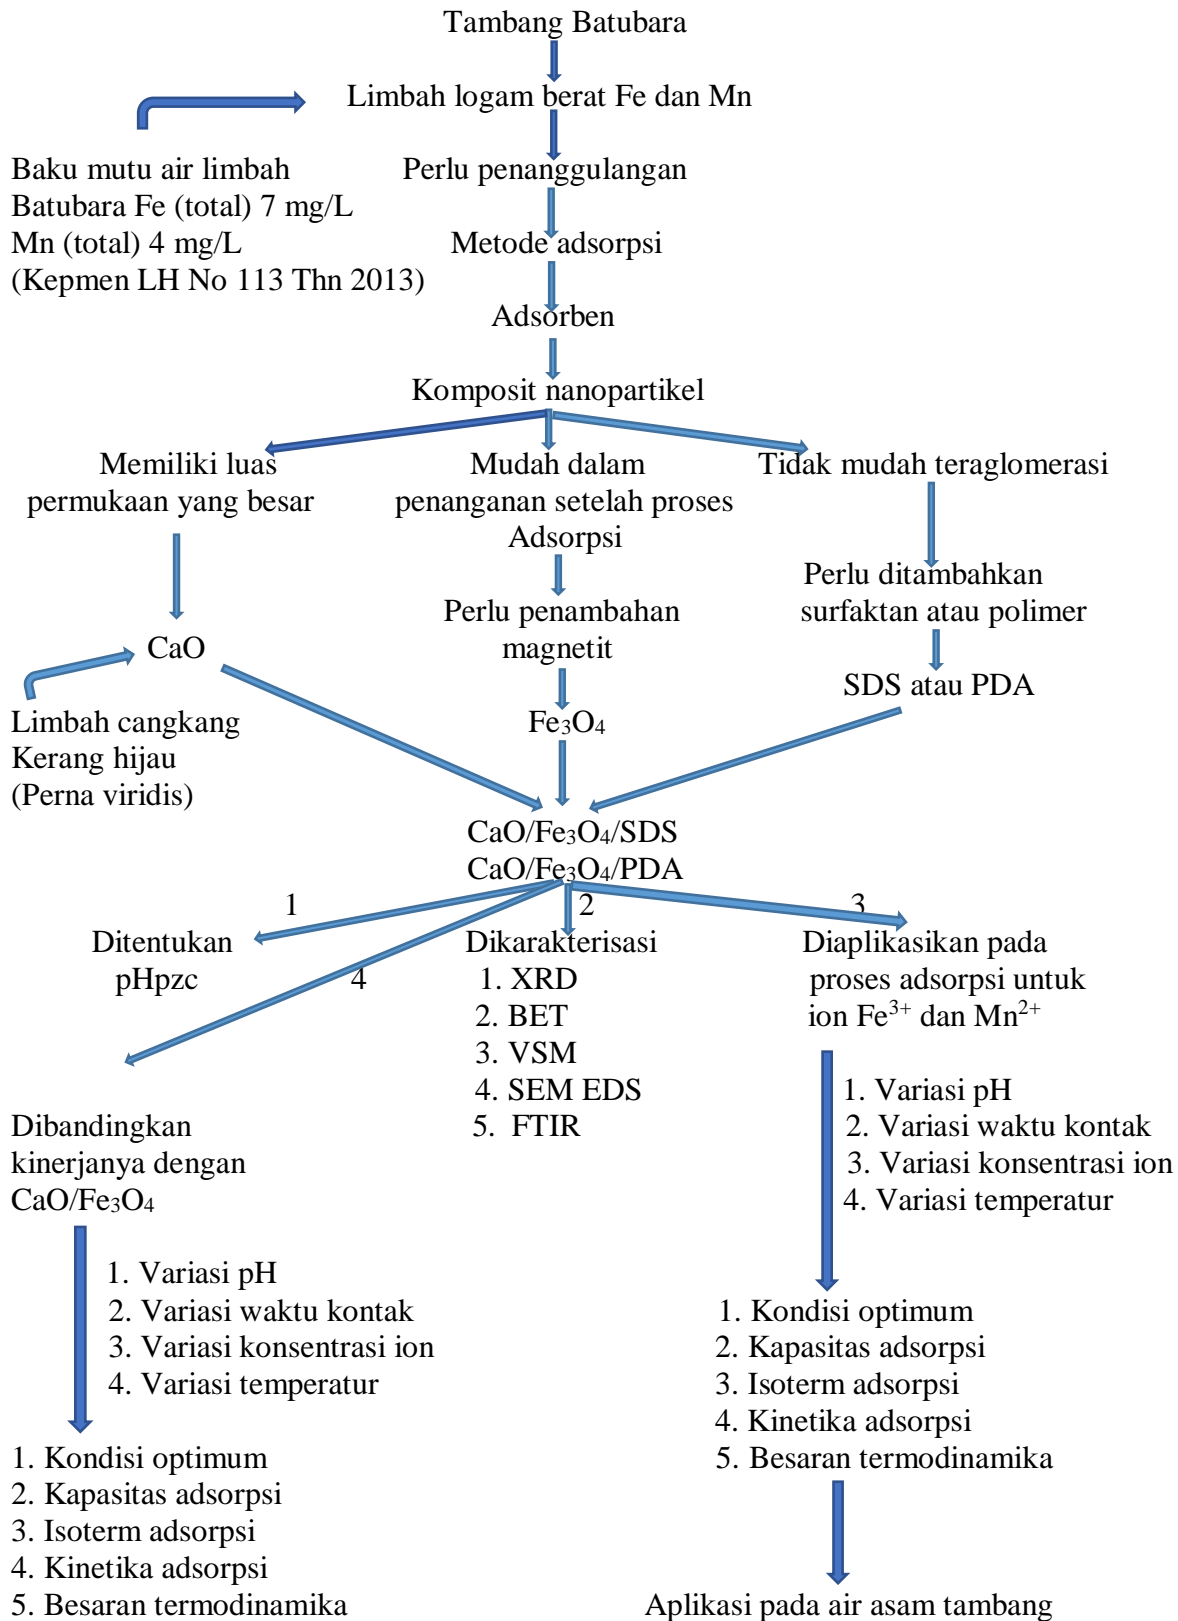 Tambang Batubara
Limbah logam berat Fe dan Mn
Baku mutu air limbah
Batubara Fe (total) 7 mg/L
Mn (total) 4 mg/L
(Kepmen LH No 113 Thn 2013)
Perlu penanggulangan
Metode adsorpsi
Adsorben
Komposit nanopartikel
Memiliki luas
permukaan yang besar
Mudah dalam
penanganan setelah proses
Adsorpsi
Tidak mudah teraglomerasi
Perlu penambahan
magnetit
Perlu ditambahkan
surfaktan atau polimer
CaO
Limbah cangkang
Kerang hijau
(Perna viridis)
Fe₃O₄
SDS atau PDA
CaO/Fe₃O₄/SDS
CaO/Fe₃O₄/PDA
1
2
3
4
Ditentukan
pHpzc
Dikarakterisasi
1. XRD
2. BET
3. VSM
4. SEM EDS
5. FTIR
Diaplikasikan pada
proses adsorpsi untuk
ion Fe³⁺ dan Mn²⁺
1. Variasi pH
2. Variasi waktu kontak
3. Variasi konsentrasi ion
4. Variasi temperatur
Dibandingkan
kinerjanya dengan
CaO/Fe₃O₄
1. Variasi pH
2. Variasi waktu kontak
3. Variasi konsentrasi ion
4. Variasi temperatur
1. Kondisi optimum
2. Kapasitas adsorpsi
3. Isoterm adsorpsi
4. Kinetika adsorpsi
5. Besaran termodinamika
1. Kondisi optimum
2. Kapasitas adsorpsi
3. Isoterm adsorpsi
4. Kinetika adsorpsi
5. Besaran termodinamika
Aplikasi pada air asam tambang